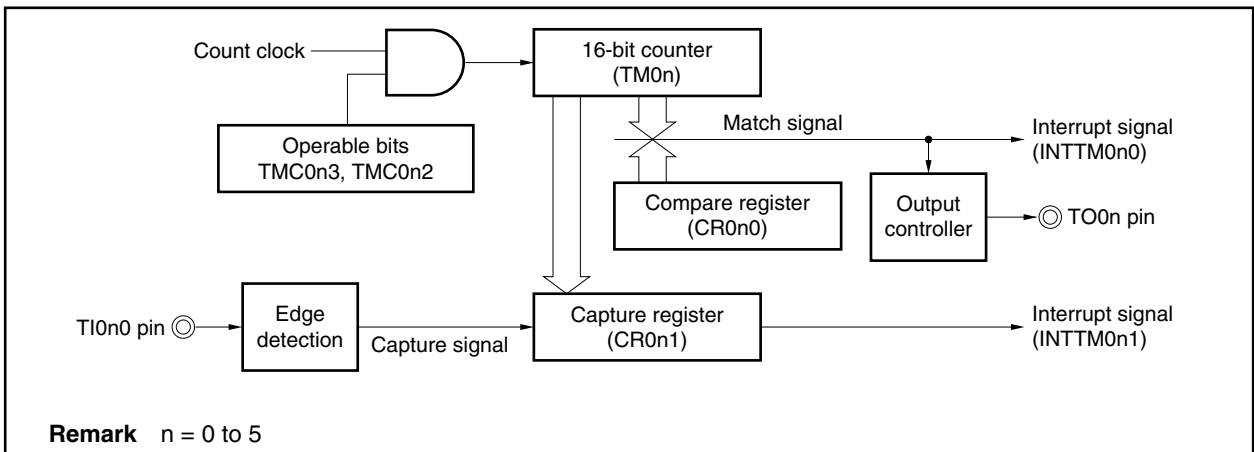 Count clock
16-bit counter
(TM0n)
Operable bits
TMC0n3, TMC0n2
Match signal
Interrupt signal
(INTTM0n0)
Compare register
(CR0n0)
Output
controller
TO0n pin
TI0n0 pin
Edge
detection
Capture signal
Capture register
(CR0n1)
Interrupt signal
(INTTM0n1)
Remark n = 0 to 5